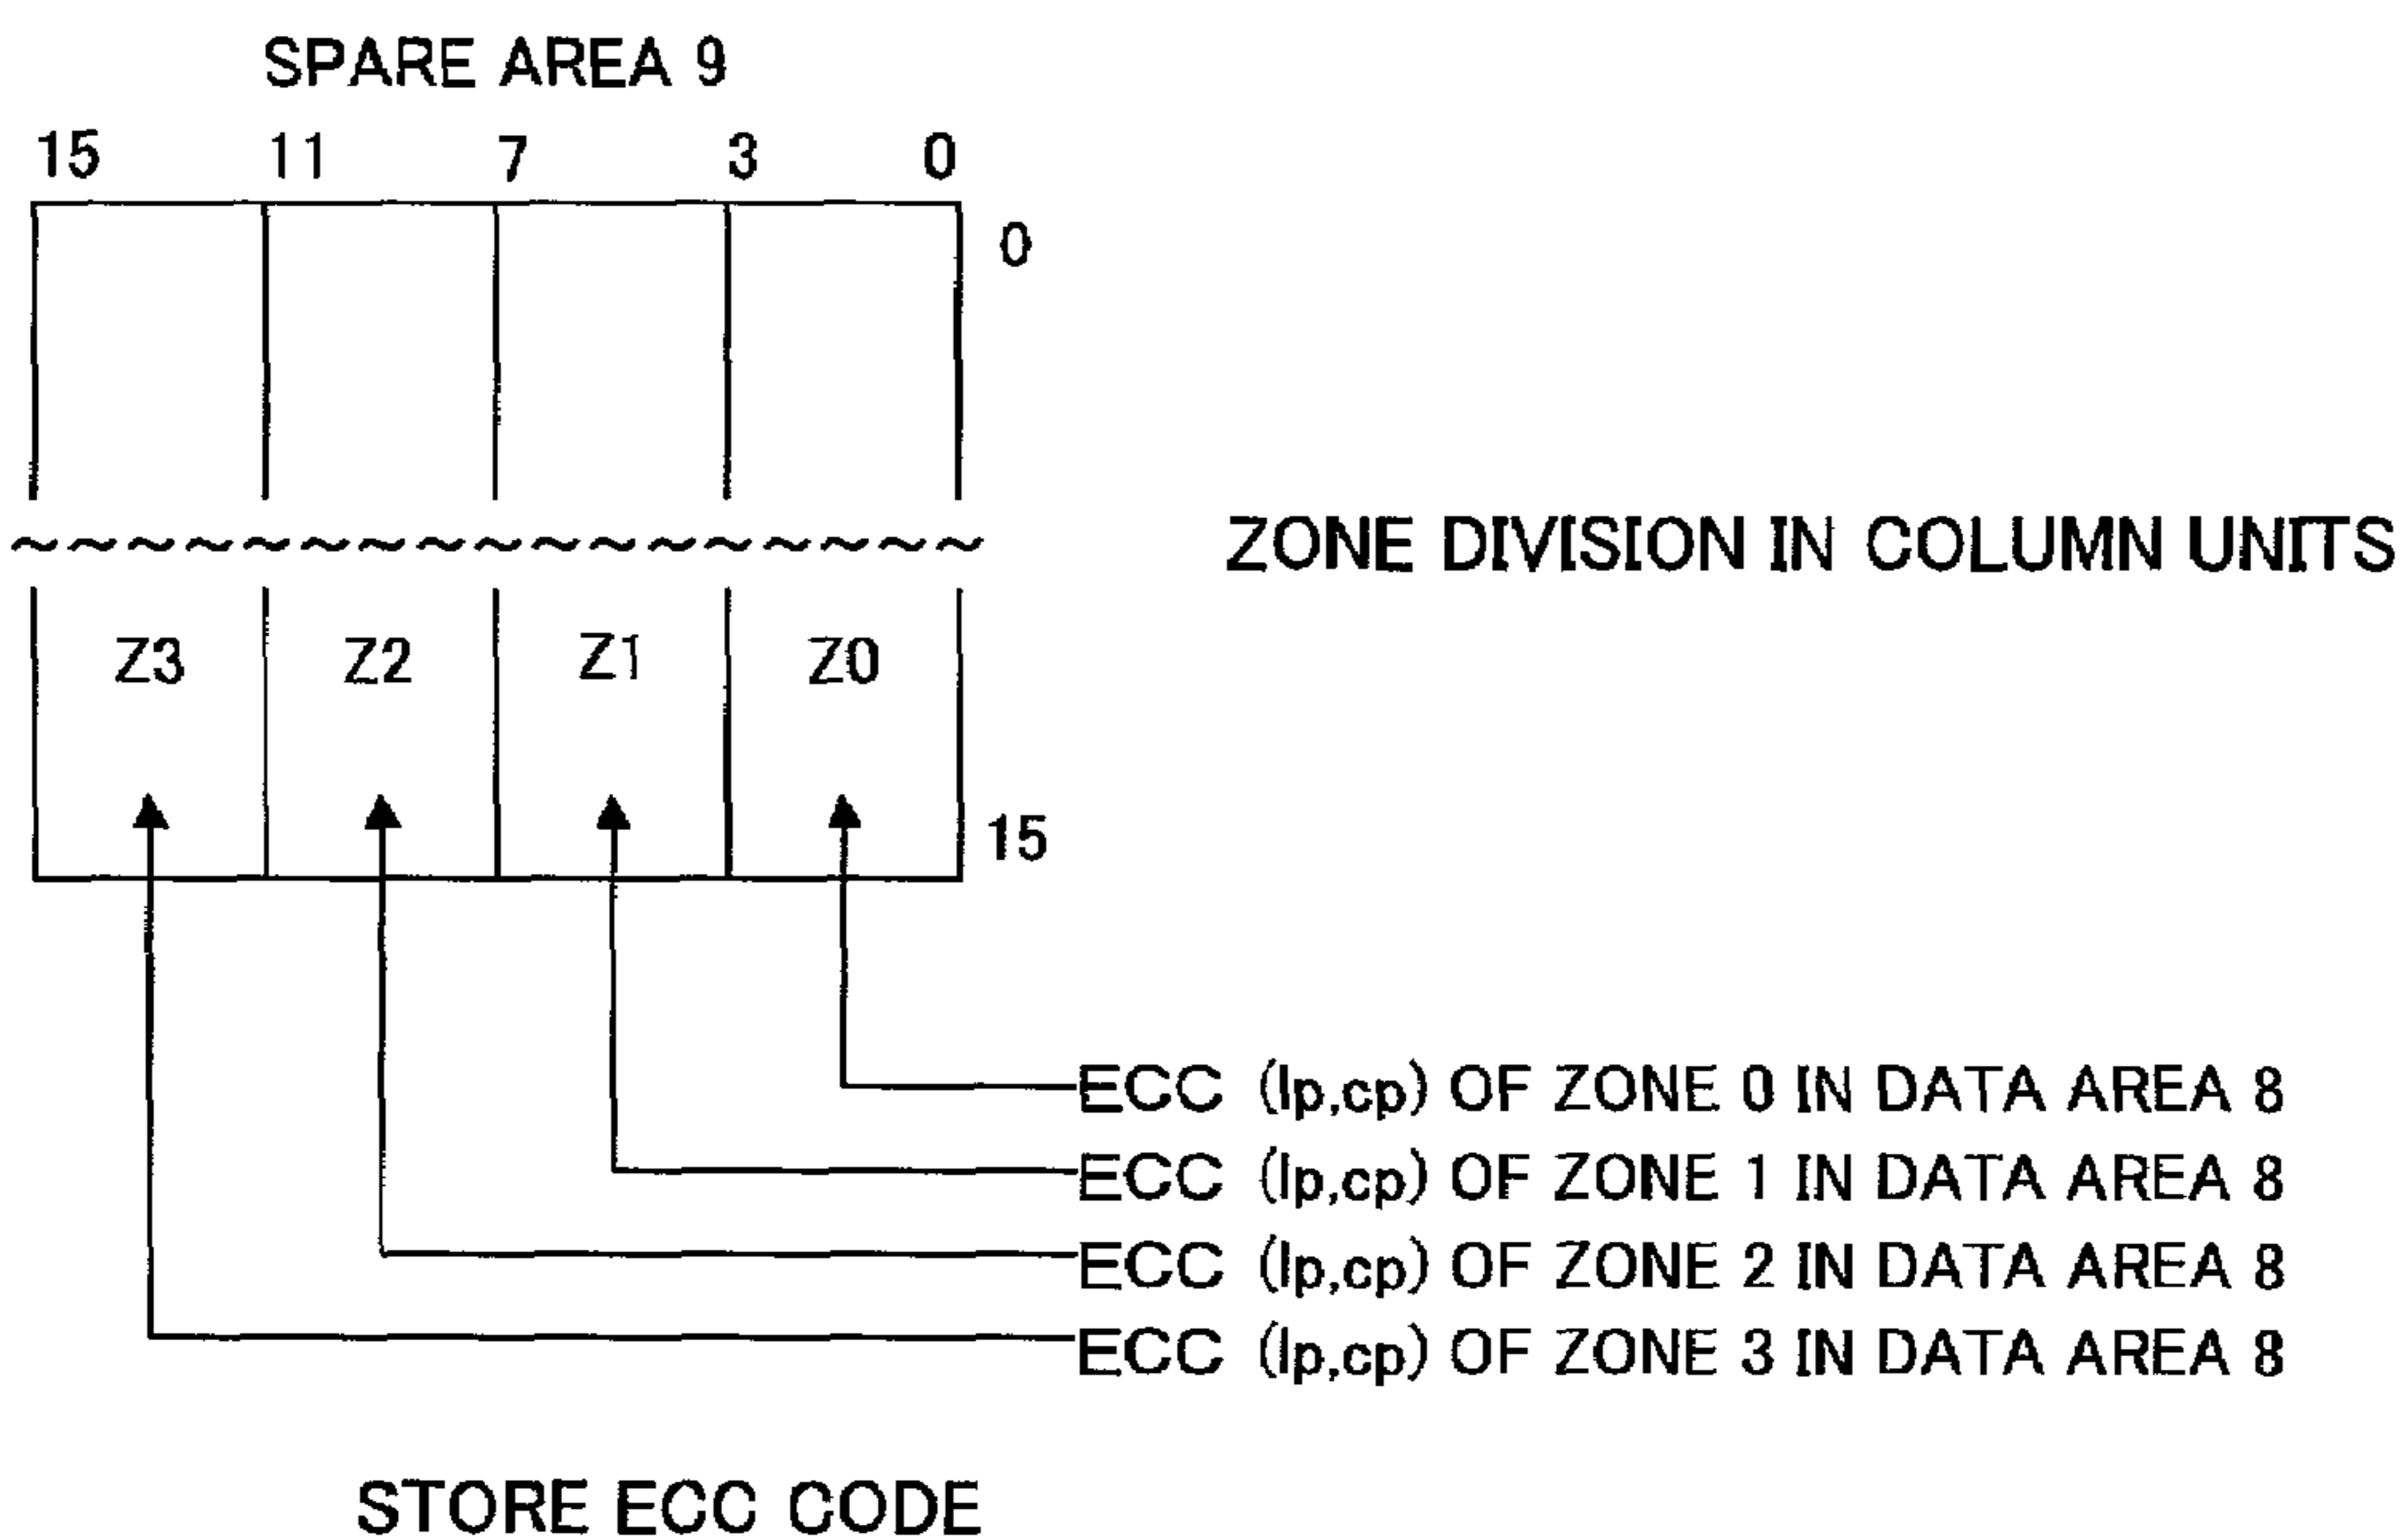 SPARE AREA 9
15 11 7 3 0
0
ZONE DIVISION IN COLUMN UNITS
Z3 Z2 Z1 Z0
15
ECC (lp,cp) OF ZONE 0 IN DATA AREA 8
ECC (lp,cp) OF ZONE 1 IN DATA AREA 8
ECC (lp,cp) OF ZONE 2 IN DATA AREA 8
ECC (lp,cp) OF ZONE 3 IN DATA AREA 8
STORE ECC CODE